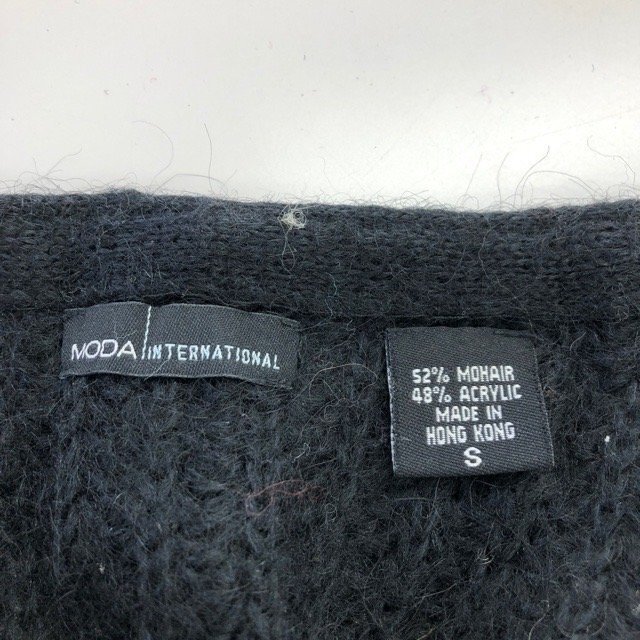 MODA INTERNATIONAL
52% MOHAIR
48% ACRYLIC
MADE IN
HONG KONG
S